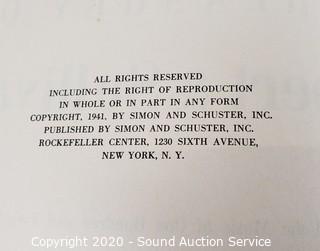 ALL RIGHTS RESERVED
INCLUDING THE RIGHT OF REPRODUCTION
IN WHOLE OR IN PART IN ANY FORM
COPYRIGHT, 1941, BY SIMON AND SCHUSTER, INC.
PUBLISHED BY SIMON AND SCHUSTER, INC.
ROCKEFELLER CENTER, 1230 SIXTH AVENUE,
NEW YORK, N. Y.
Copyright 2020 - Sound Auction Service